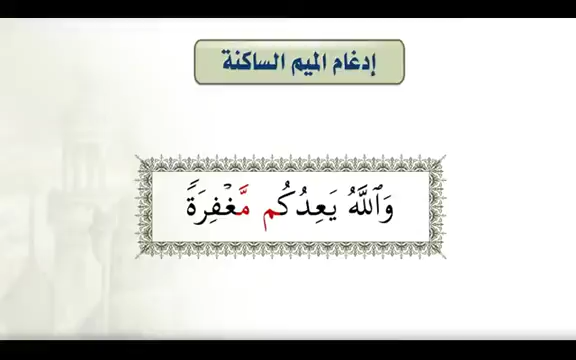 إدغام الميم الساكنة
وَٱللَّهُ يَعِدُكُم مَّغْفِرَةً